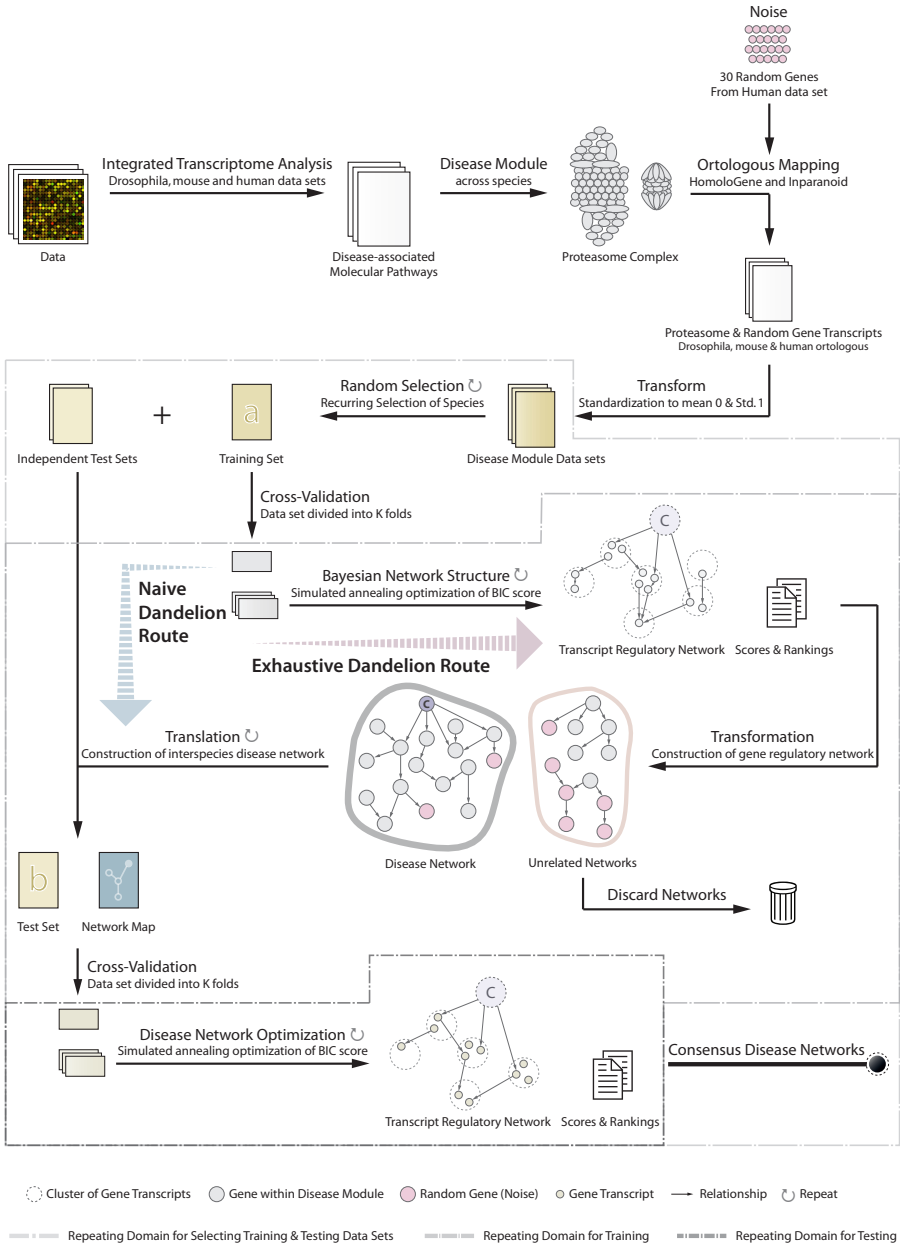 Noise
30 Random Genes
From Human data set
Integrated Transcriptome Analysis
Drosophila, mouse and human data sets
Disease Module
across species
Ortologous Mapping
HomoloGene and Inparanoid
Data
Disease-associated
Molecular Pathways
Proteasome Complex
Proteasome & Random Gene Transcripts
Drosophila, mouse & human ortologous
Random Selection
Recurring Selection of Species
Transform
Standardization to mean 0 & Std. 1
+
a
Independent Test Sets
Training Set
Disease Module Data sets
Cross-Validation
Data set divided into K folds
C
Naive
Dandelion
Route
Bayesian Network Structure
Simulated annealing optimization of BIC score
Transcript Regulatory Network
Scores & Rankings
Exhaustive Dandelion Route
C
Translation
Construction of interspecies disease network
Transformation
Construction of gene regulatory network
Disease Network
Unrelated Networks
b
Test Set
Network Map
Discard Networks
Cross-Validation
Data set divided into K folds
C
Disease Network Optimization
Simulated annealing optimization of BIC score
Transcript Regulatory Network
Scores & Rankings
Consensus Disease Networks
Cluster of Gene Transcripts
Gene within Disease Module
Random Gene (Noise)
Gene Transcript
Relationship
Repeat
Repeating Domain for Selecting Training & Testing Data Sets
Repeating Domain for Training
Repeating Domain for Testing